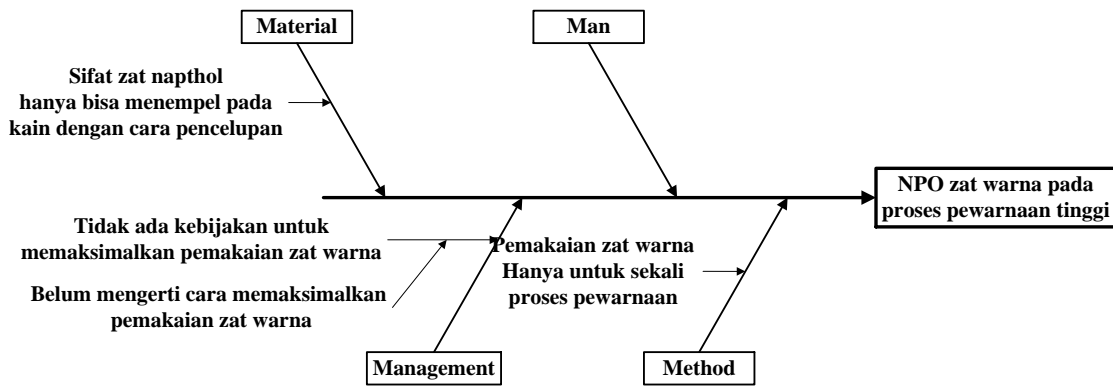 Material
Man
Sifat zat napthol
hanya bisa menempel pada
kain dengan cara pencelupan
NPO zat warna pada
proses pewarnaan tinggi
Tidak ada kebijakan untuk
memaksimalkan pemakaian zat warna
Pemakaian zat warna
Hanya untuk sekali
proses pewarnaan
Belum mengerti cara memaksimalkan
pemakaian zat warna
Management
Method